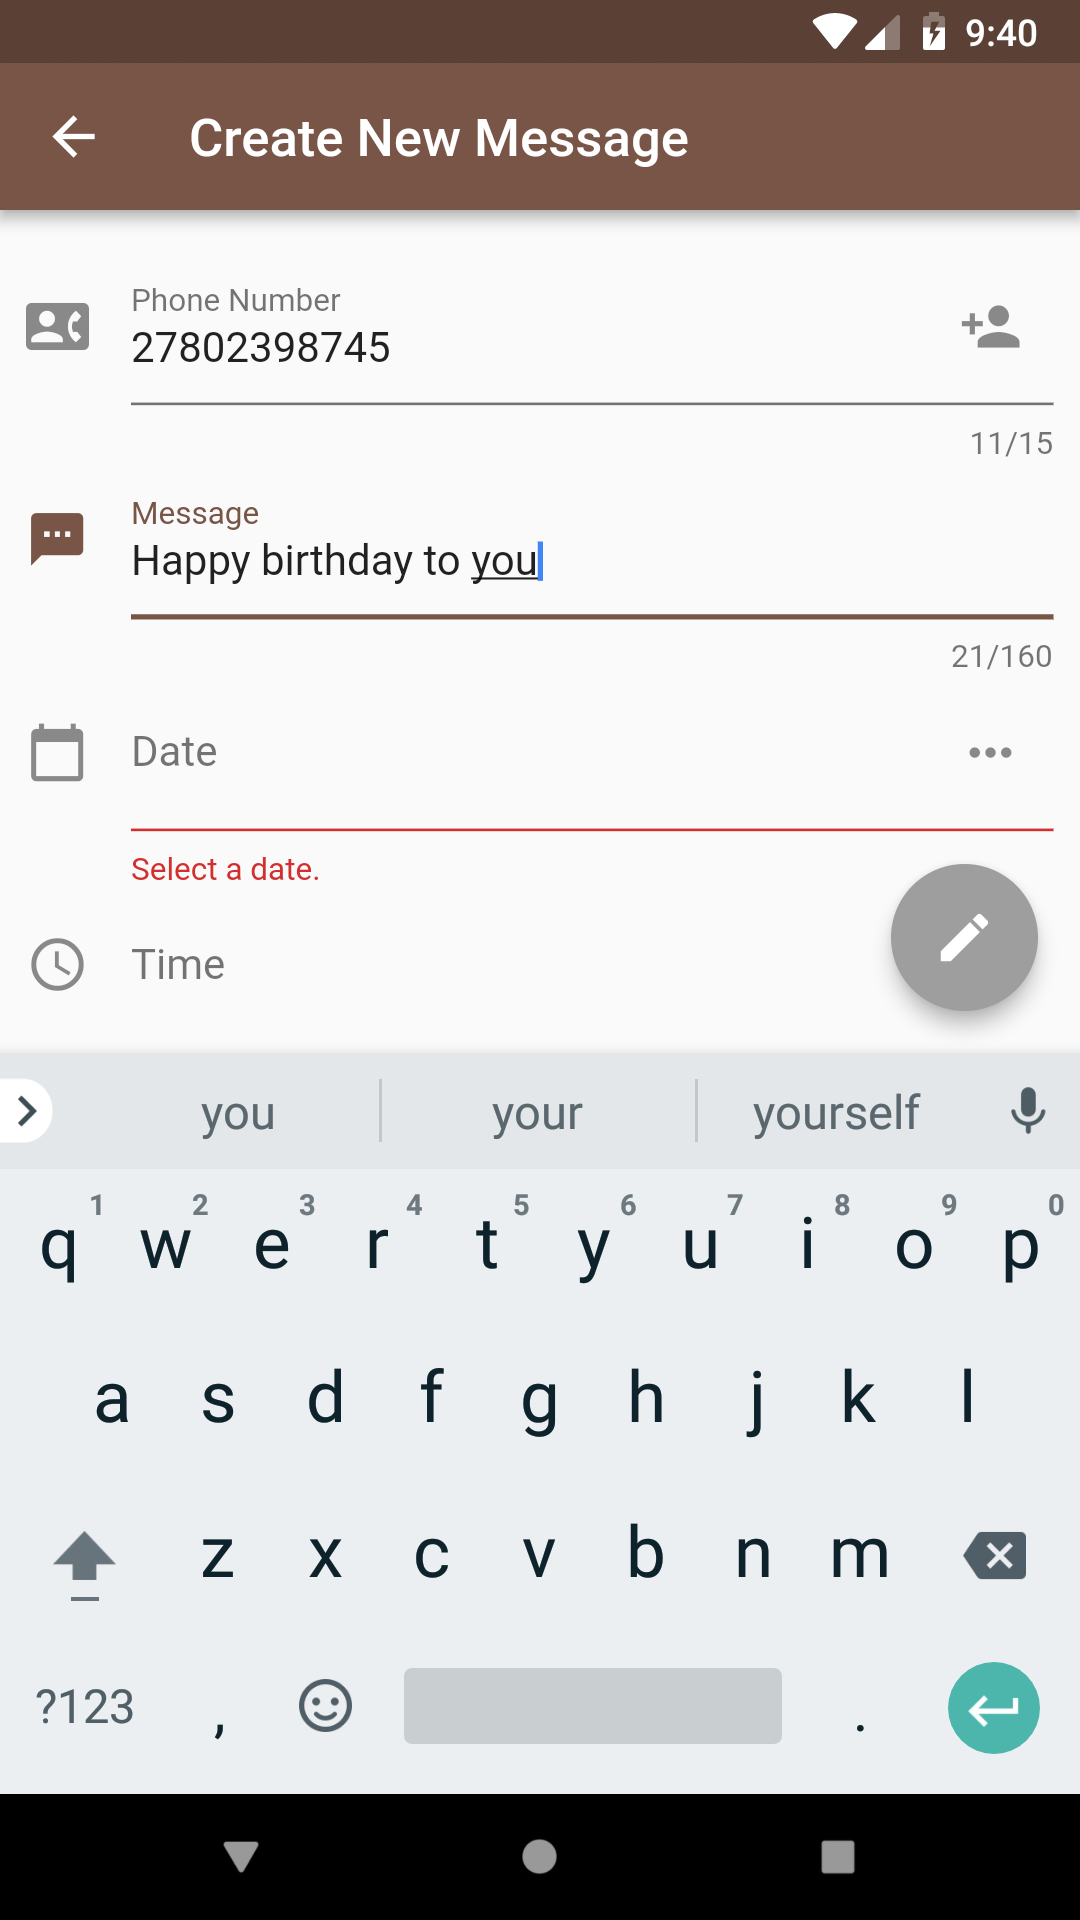 9:40
Create New Message
Phone Number
27802398745
11/15
Message
Happy birthday to you
21/160
Date
Select a date.
Time
you your yourself
1 2 3 4 5 6 7 8 9 0
q w e r t y u i o p
a s d f g h j k l
z x c v b n m
?123 , .